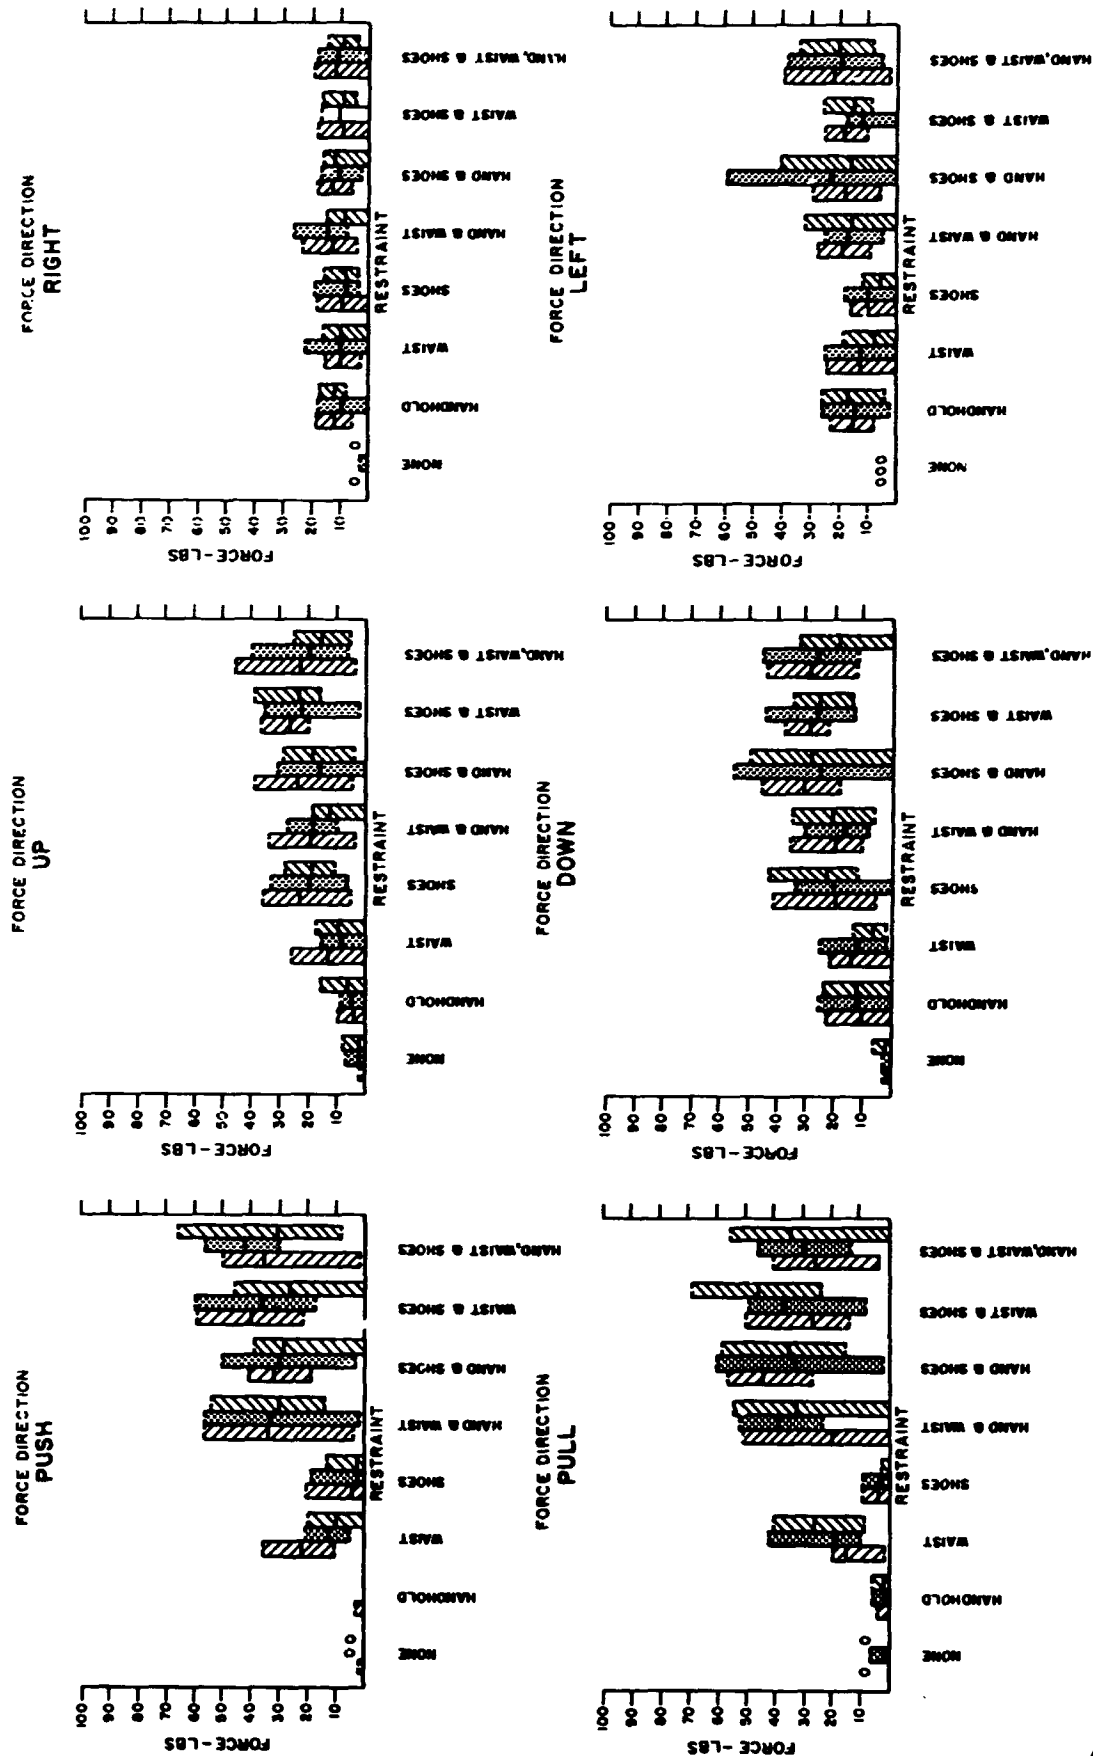 FORCE DIRECTION
PUSH
FORCE-LBS
100
90
80
70
60
50
40
30
20
10
0 0
NONE
HANDHOLD
WAIST
SHOES
HAND & WAIST
HAND & SHOES
WAIST & SHOES
HAND, WAIST & SHOES
RESTRAINT
FORCE DIRECTION
UP
FORCE-LBS
100
90
80
70
60
50
40
30
20
10
NONE
HANDHOLD
WAIST
SHOES
HAND & WAIST
HAND & SHOES
WAIST & SHOES
HAND, WAIST & SHOES
RESTRAINT
FORCE DIRECTION
RIGHT
FORCE-LBS
100
90
80
70
60
50
40
30
20
10
0 0
NONE
HANDHOLD
WAIST
SHOES
HAND & WAIST
HAND & SHOES
WAIST & SHOES
HAND, WAIST & SHOES
RESTRAINT
FORCE DIRECTION
PULL
FORCE-LBS
100
90
80
70
60
50
40
30
20
10
0 0
NONE
HANDHOLD
WAIST
SHOES
HAND & WAIST
HAND & SHOES
WAIST & SHOES
HAND, WAIST & SHOES
RESTRAINT
FORCE DIRECTION
DOWN
FORCE-LBS
100
90
80
70
60
50
40
30
20
10
NONE
HANDHOLD
WAIST
SHOES
HAND & WAIST
HAND & SHOES
WAIST & SHOES
HAND, WAIST & SHOES
RESTRAINT
FORCE DIRECTION
LEFT
FORCE-LBS
100
90
80
70
60
50
40
30
20
10
000
NONE
HANDHOLD
WAIST
SHOES
HAND & WAIST
HAND & SHOES
WAIST & SHOES
HAND, WAIST & SHOES
RESTRAINT